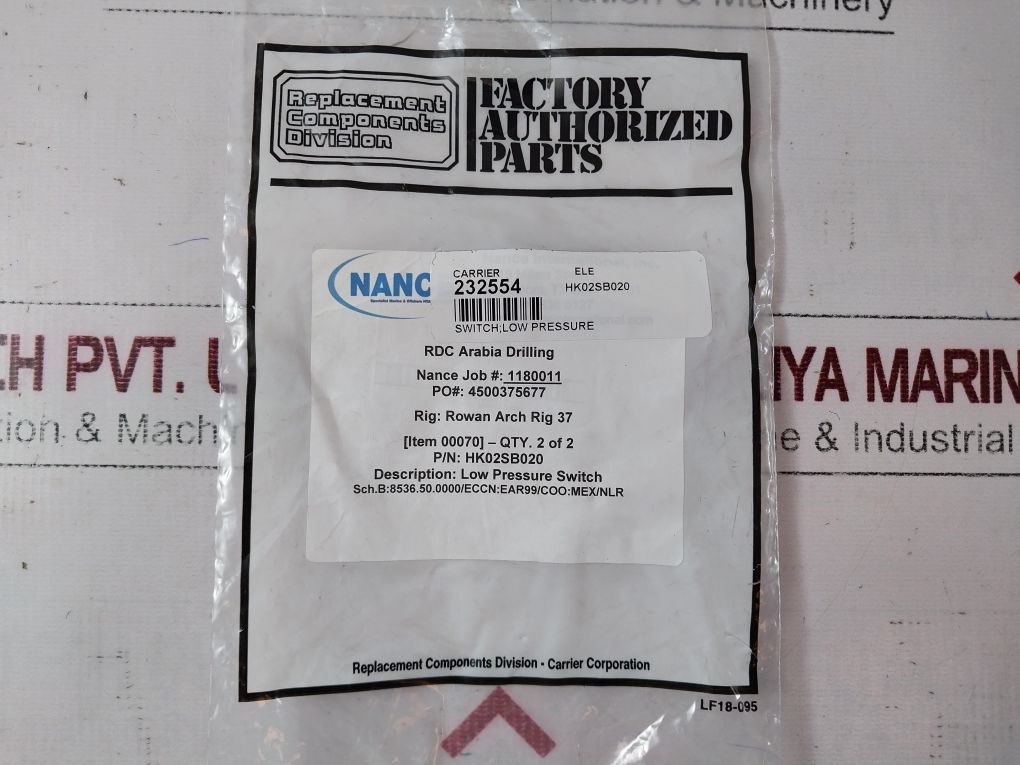 & Machinery
Replacement
Components
Division
FACTORY
AUTHORIZED
PARTS
NANC
CARRIER ELE
232554 HK02SB020
SWITCH;LOW PRESSURE
RDC Arabia Drilling
Nance Job #: 1180011
PO#: 4500375677
Rig: Rowan Arch Rig 37
[Item 00070] – QTY. 2 of 2
P/N: HK02SB020
Description: Low Pressure Switch
Sch.B:8536.50.0000/ECCN:EAR99/COO:MEX/NLR
PVT. MARIN
& Mach & Industrial
Replacement Components Division - Carrier Corporation
LF18-095